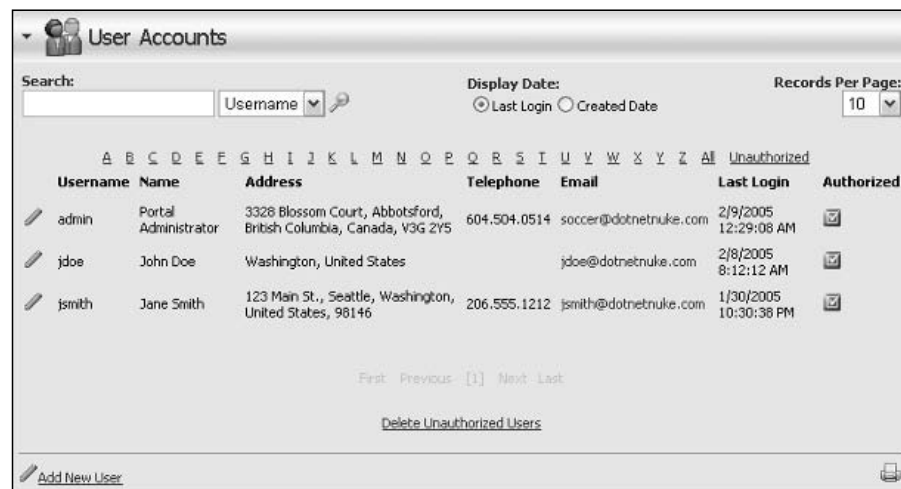 User Accounts
Search: Display Date: Records Per Page:
Username Last Login Created Date 10
A B C D E F G H I J K L M N O P Q R S T U V W X Y Z All Unauthorized
Username Name Address Telephone Email Last Login Authorized
admin Portal Administrator 3328 Blossom Court, Abbotsford, British Columbia, Canada, V3G 2Y5 604.504.0514 soccer@dotnetnuke.com 2/9/2005 12:29:08 AM
jdoe John Doe Washington, United States jdoe@dotnetnuke.com 2/8/2005 8:12:12 AM
jsmith Jane Smith 123 Main St., Seattle, Washington, United States, 98146 206.555.1212 jsmith@dotnetnuke.com 1/30/2005 10:30:38 PM
First Previous [1] Next Last
Delete Unauthorized Users
Add New User